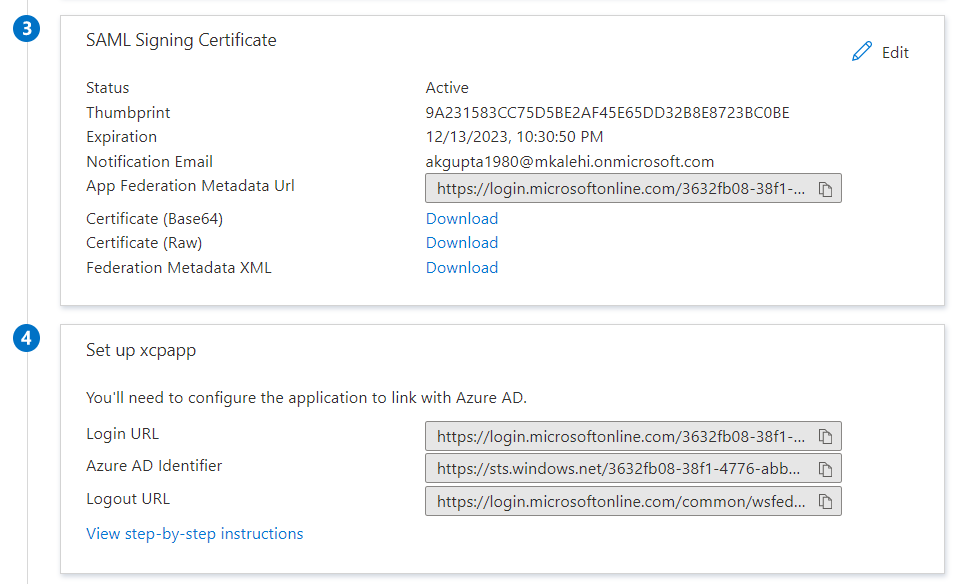 3
SAML Signing Certificate
Edit
Status Active
Thumbprint 9A231583CC75D5BE2AF45E65DD32B8E8723BC0BE
Expiration 12/13/2023, 10:30:50 PM
Notification Email akgupta1980@mkalehi.onmicrosoft.com
App Federation Metadata Url https://login.microsoftonline.com/3632fb08-38f1-...
Certificate (Base64) Download
Certificate (Raw) Download
Federation Metadata XML Download
4
Set up xcpapp
You'll need to configure the application to link with Azure AD.
Login URL https://login.microsoftonline.com/3632fb08-38f1-...
Azure AD Identifier https://sts.windows.net/3632fb08-38f1-4776-abb...
Logout URL https://login.microsoftonline.com/common/wsfed...
View step-by-step instructions